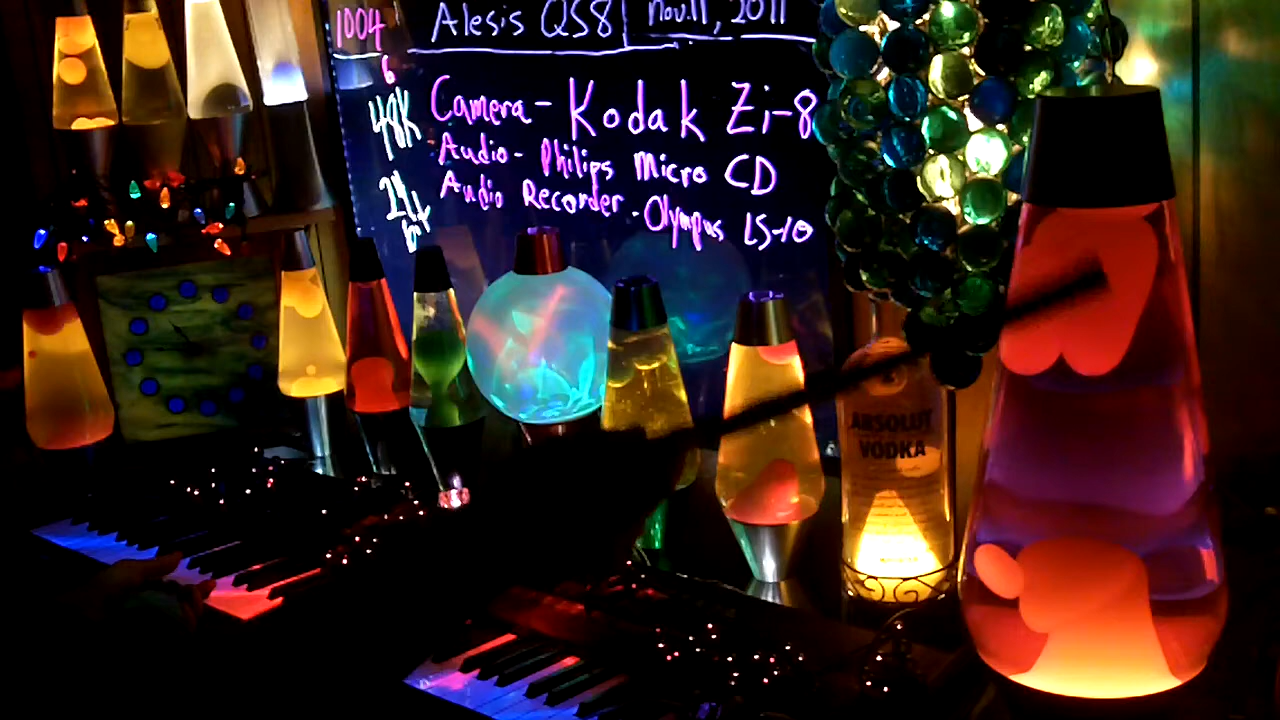 1004 Alesis QS8 Nov. 11, 2011
6
48K Camera - Kodak Zi-8
Audio - Philips Micro CD
24 bit Audio Recorder - Olympus LS-10
ABSOLUT
VODKA